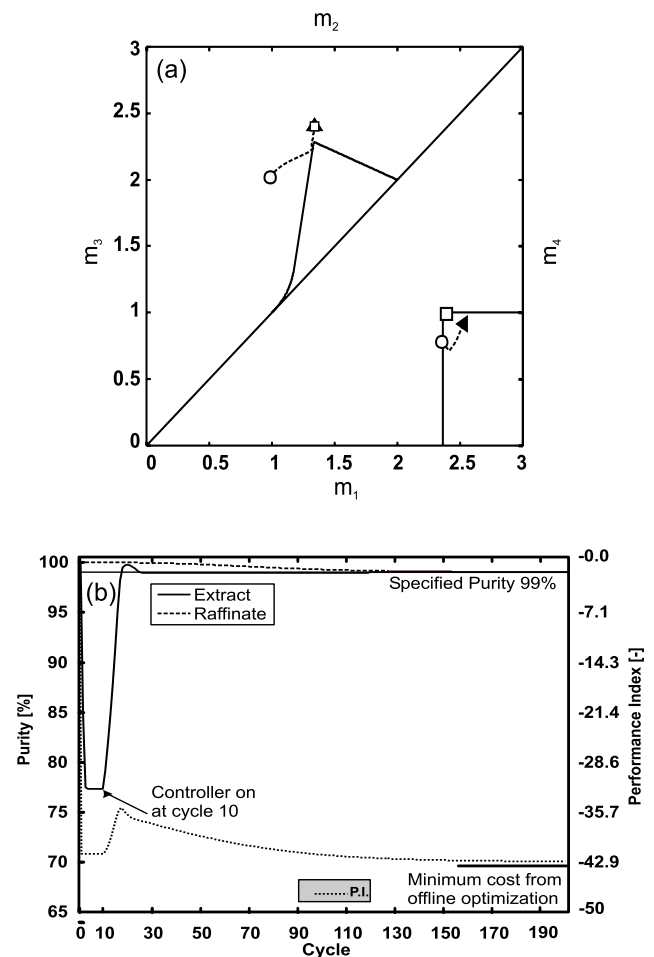 m2
(a)
3
2.5
2
1.5
1
0.5
0
m3
m4
0 0.5 1 1.5 2 2.5 3
m1
(b)
100
95
90
85
80
75
70
65
Purity [%]
Extract
Raffinate
Specified Purity 99%
Controller on
at cycle 10
P.I.
Minimum cost from
offline optimization
-0.0
-7.1
-14.3
-21.4
-28.6
-35.7
-42.9
-50
Performance Index [-]
0 10 30 50 70 90 110 130 150 170 190
Cycle